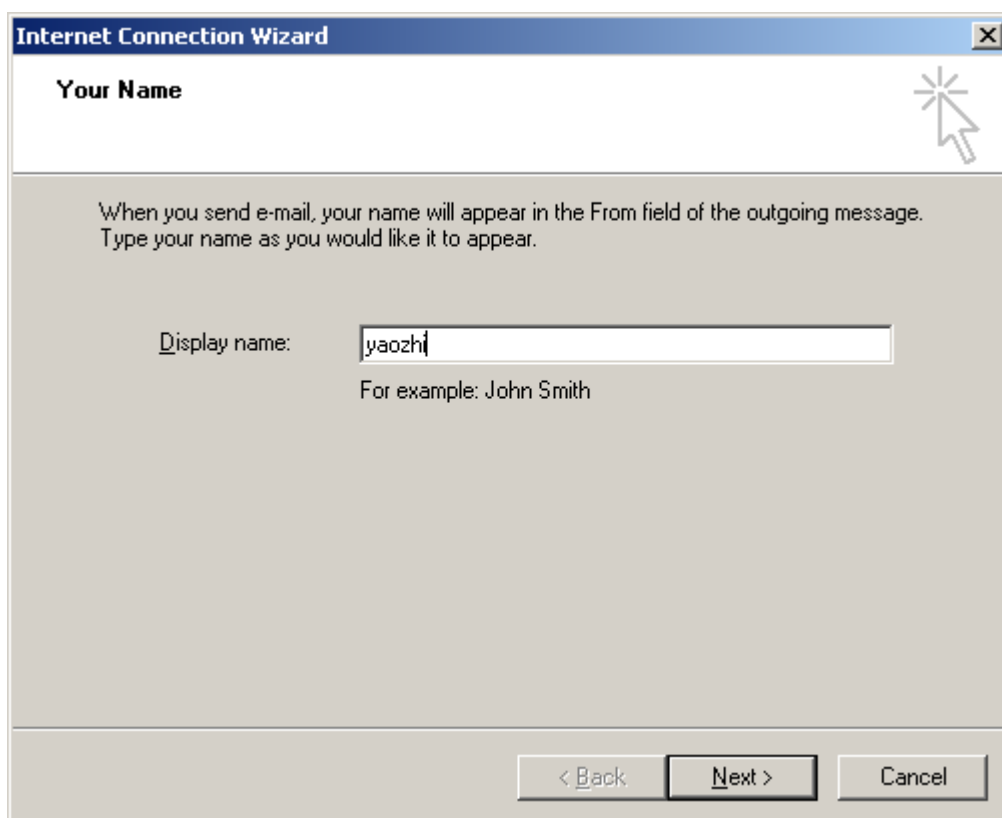 Internet Connection Wizard
Your Name
When you send e-mail, your name will appear in the From field of the outgoing message.
Type your name as you would like it to appear.
Display name: yaozhi
For example: John Smith
< Back Next > Cancel